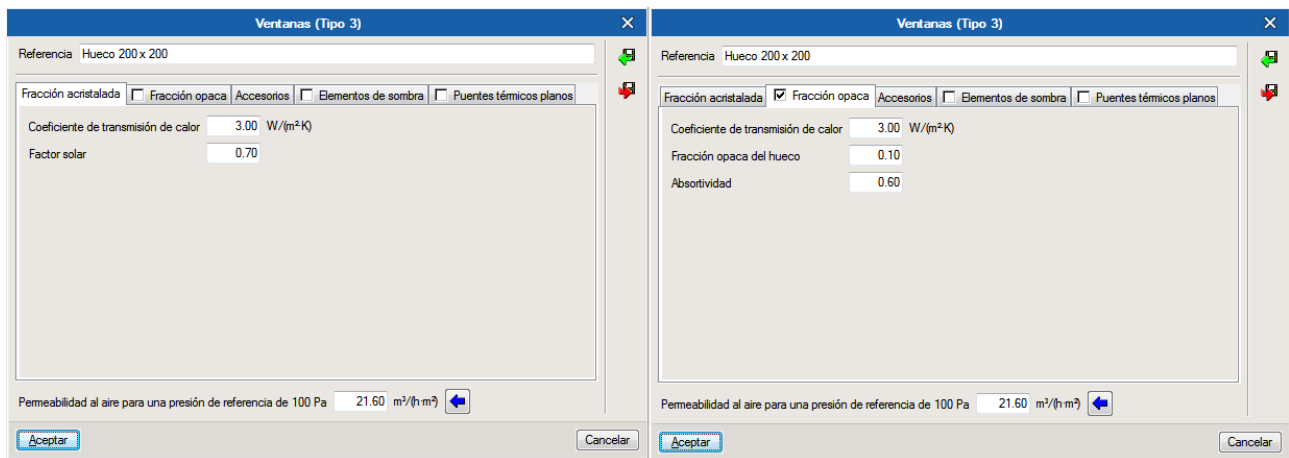 Ventanas (Tipo 3)
Referencia Hueco 200 x 200
Fracción acristalada Fracción opaca Accesorios Elementos de sombra Puentes térmicos planos
Coeficiente de transmisión de calor 3.00 W/(m²·K)
Factor solar 0.70
Permeabilidad al aire para una presión de referencia de 100 Pa 21.60 m³/(h·m²)
Aceptar Cancelar
Ventanas (Tipo 3)
Referencia Hueco 200 x 200
Fracción acristalada Fracción opaca Accesorios Elementos de sombra Puentes térmicos planos
Coeficiente de transmisión de calor 3.00 W/(m²·K)
Fracción opaca del hueco 0.10
Absortividad 0.60
Permeabilidad al aire para una presión de referencia de 100 Pa 21.60 m³/(h·m²)
Aceptar Cancelar